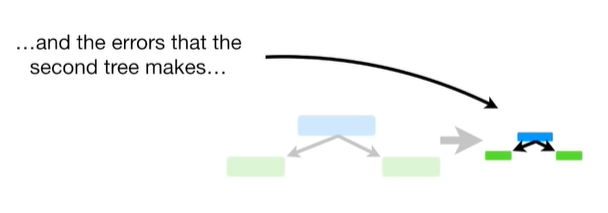 ...and the errors that the
second tree makes...